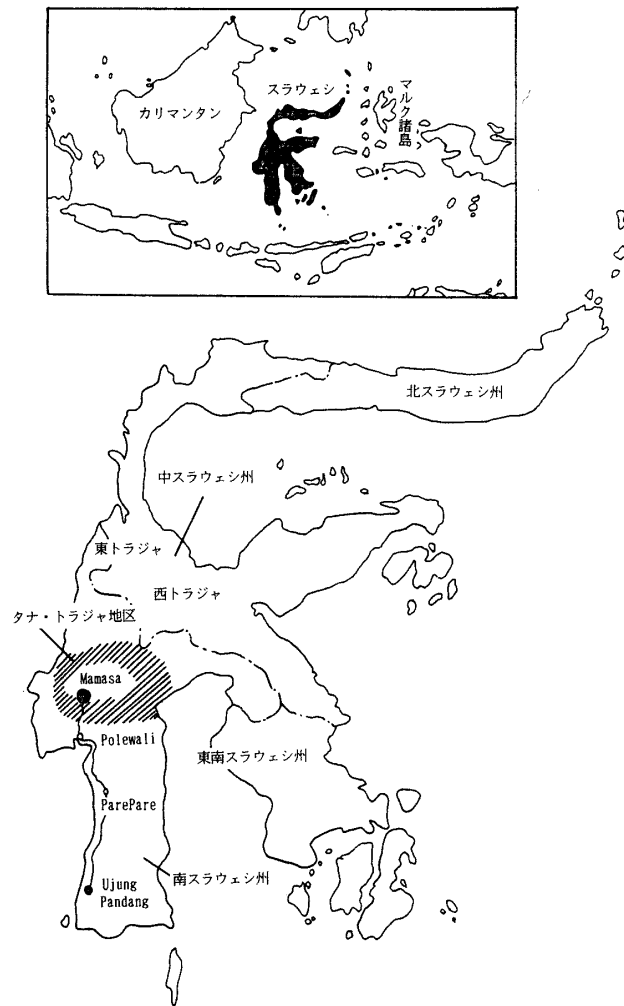 スラウェシ
カリマンタン
マルク諸島
北スラウェシ州
中スラウェシ州
東トラジャ
西トラジャ
タナ・トラジャ地区
Mamasa
Polewali
東南スラウェシ州
ParePare
南スラウェシ州
Ujung
Pandang